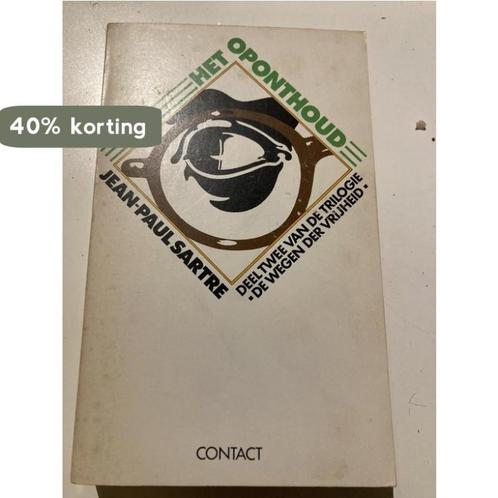 HET OPONTHOUD
40% korting
JEAN-PAUL SARTRE
DEEL TWEE VAN DE TRILOGIE
•DE WEGEN DER VRIJHEID•
CONTACT